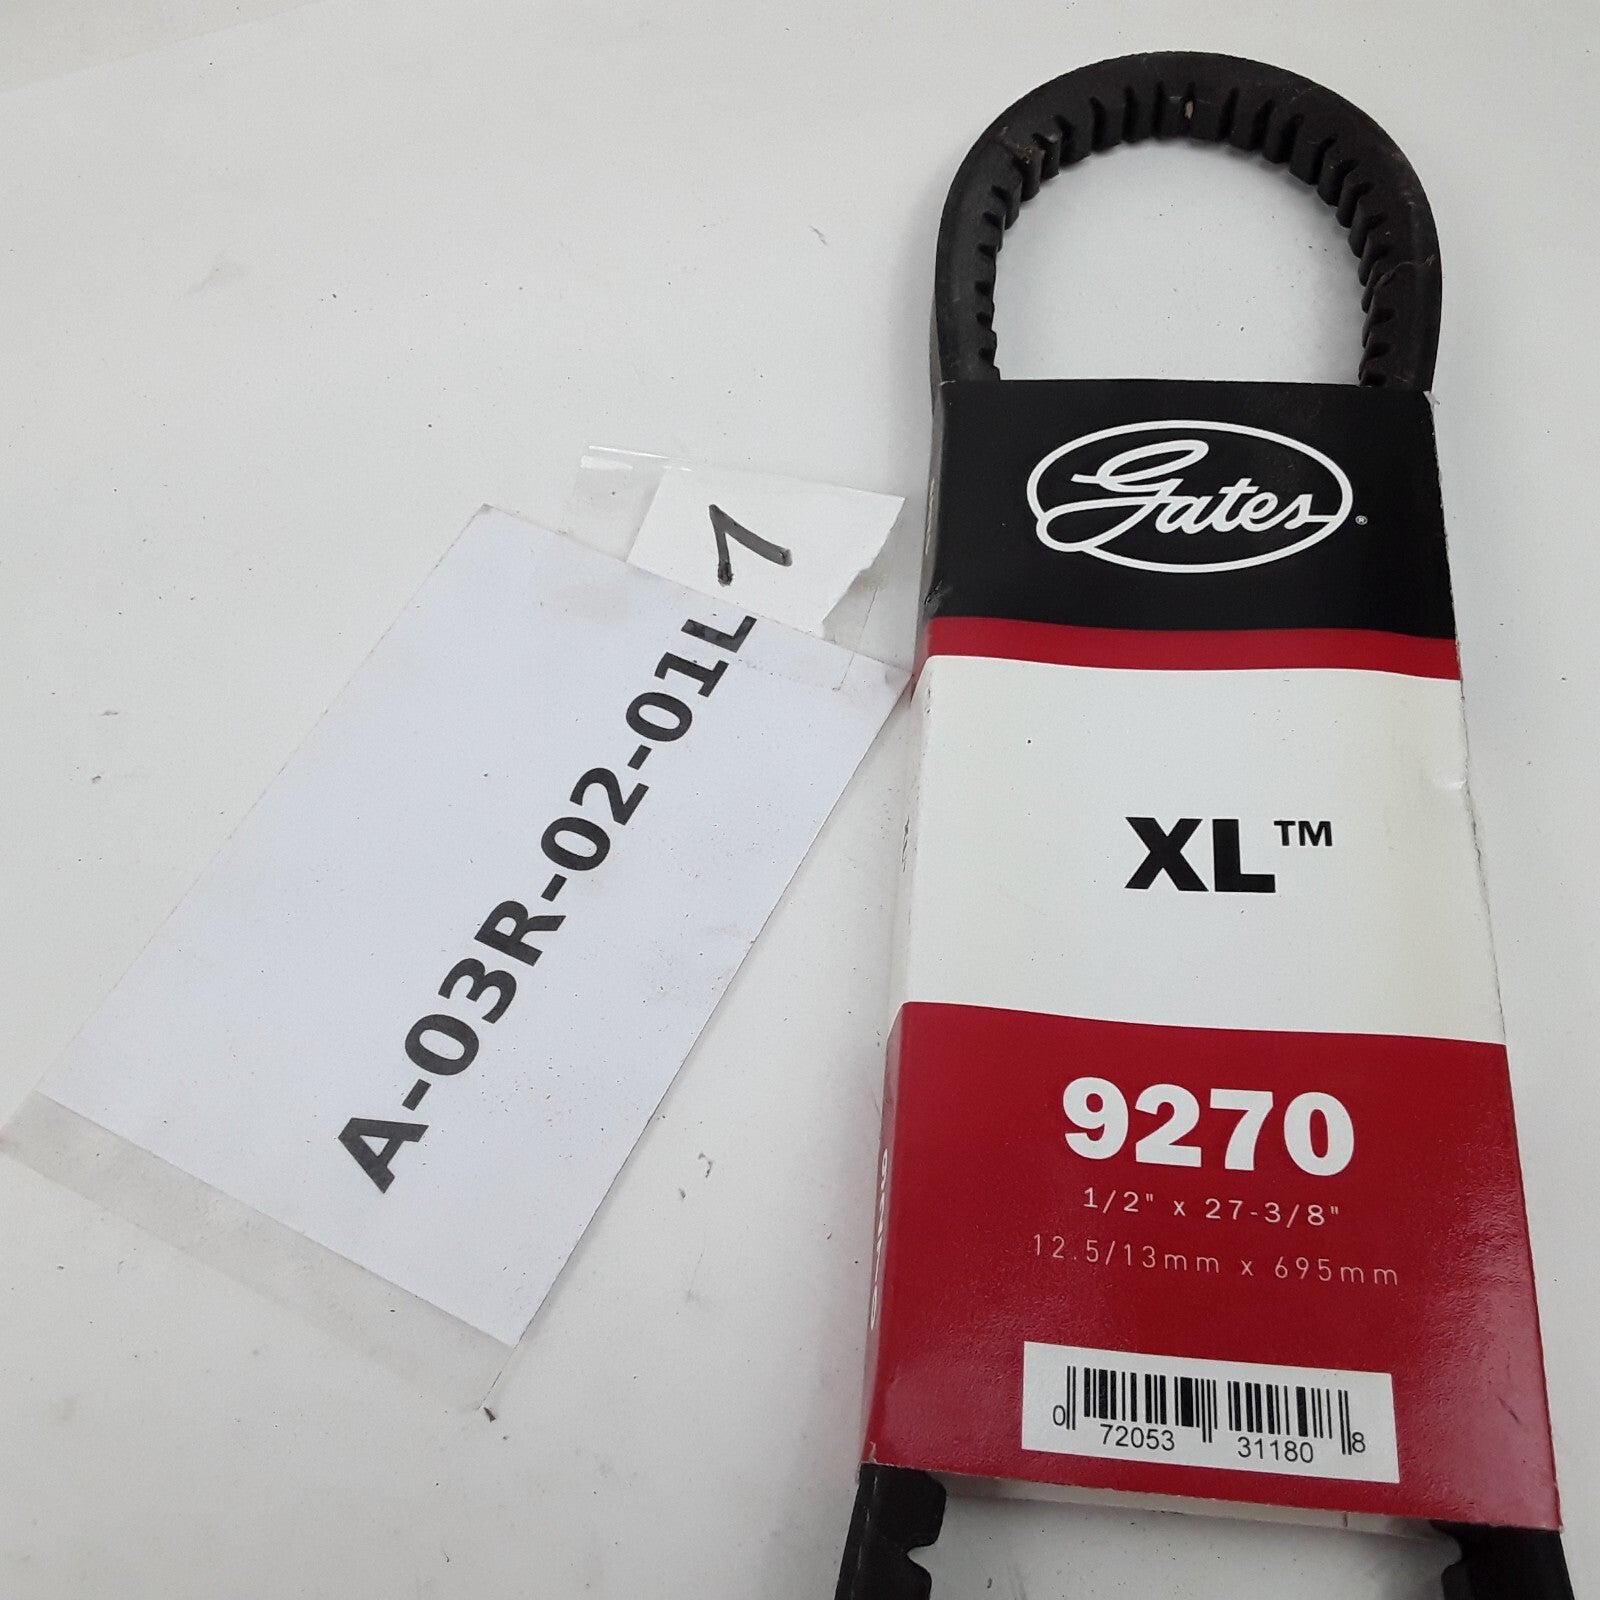 A-03R-02-01L
1
Gates®
XL™
9270
1/2" x 27-3/8"
12.5/13mm x 695mm
0 72053 31180 8